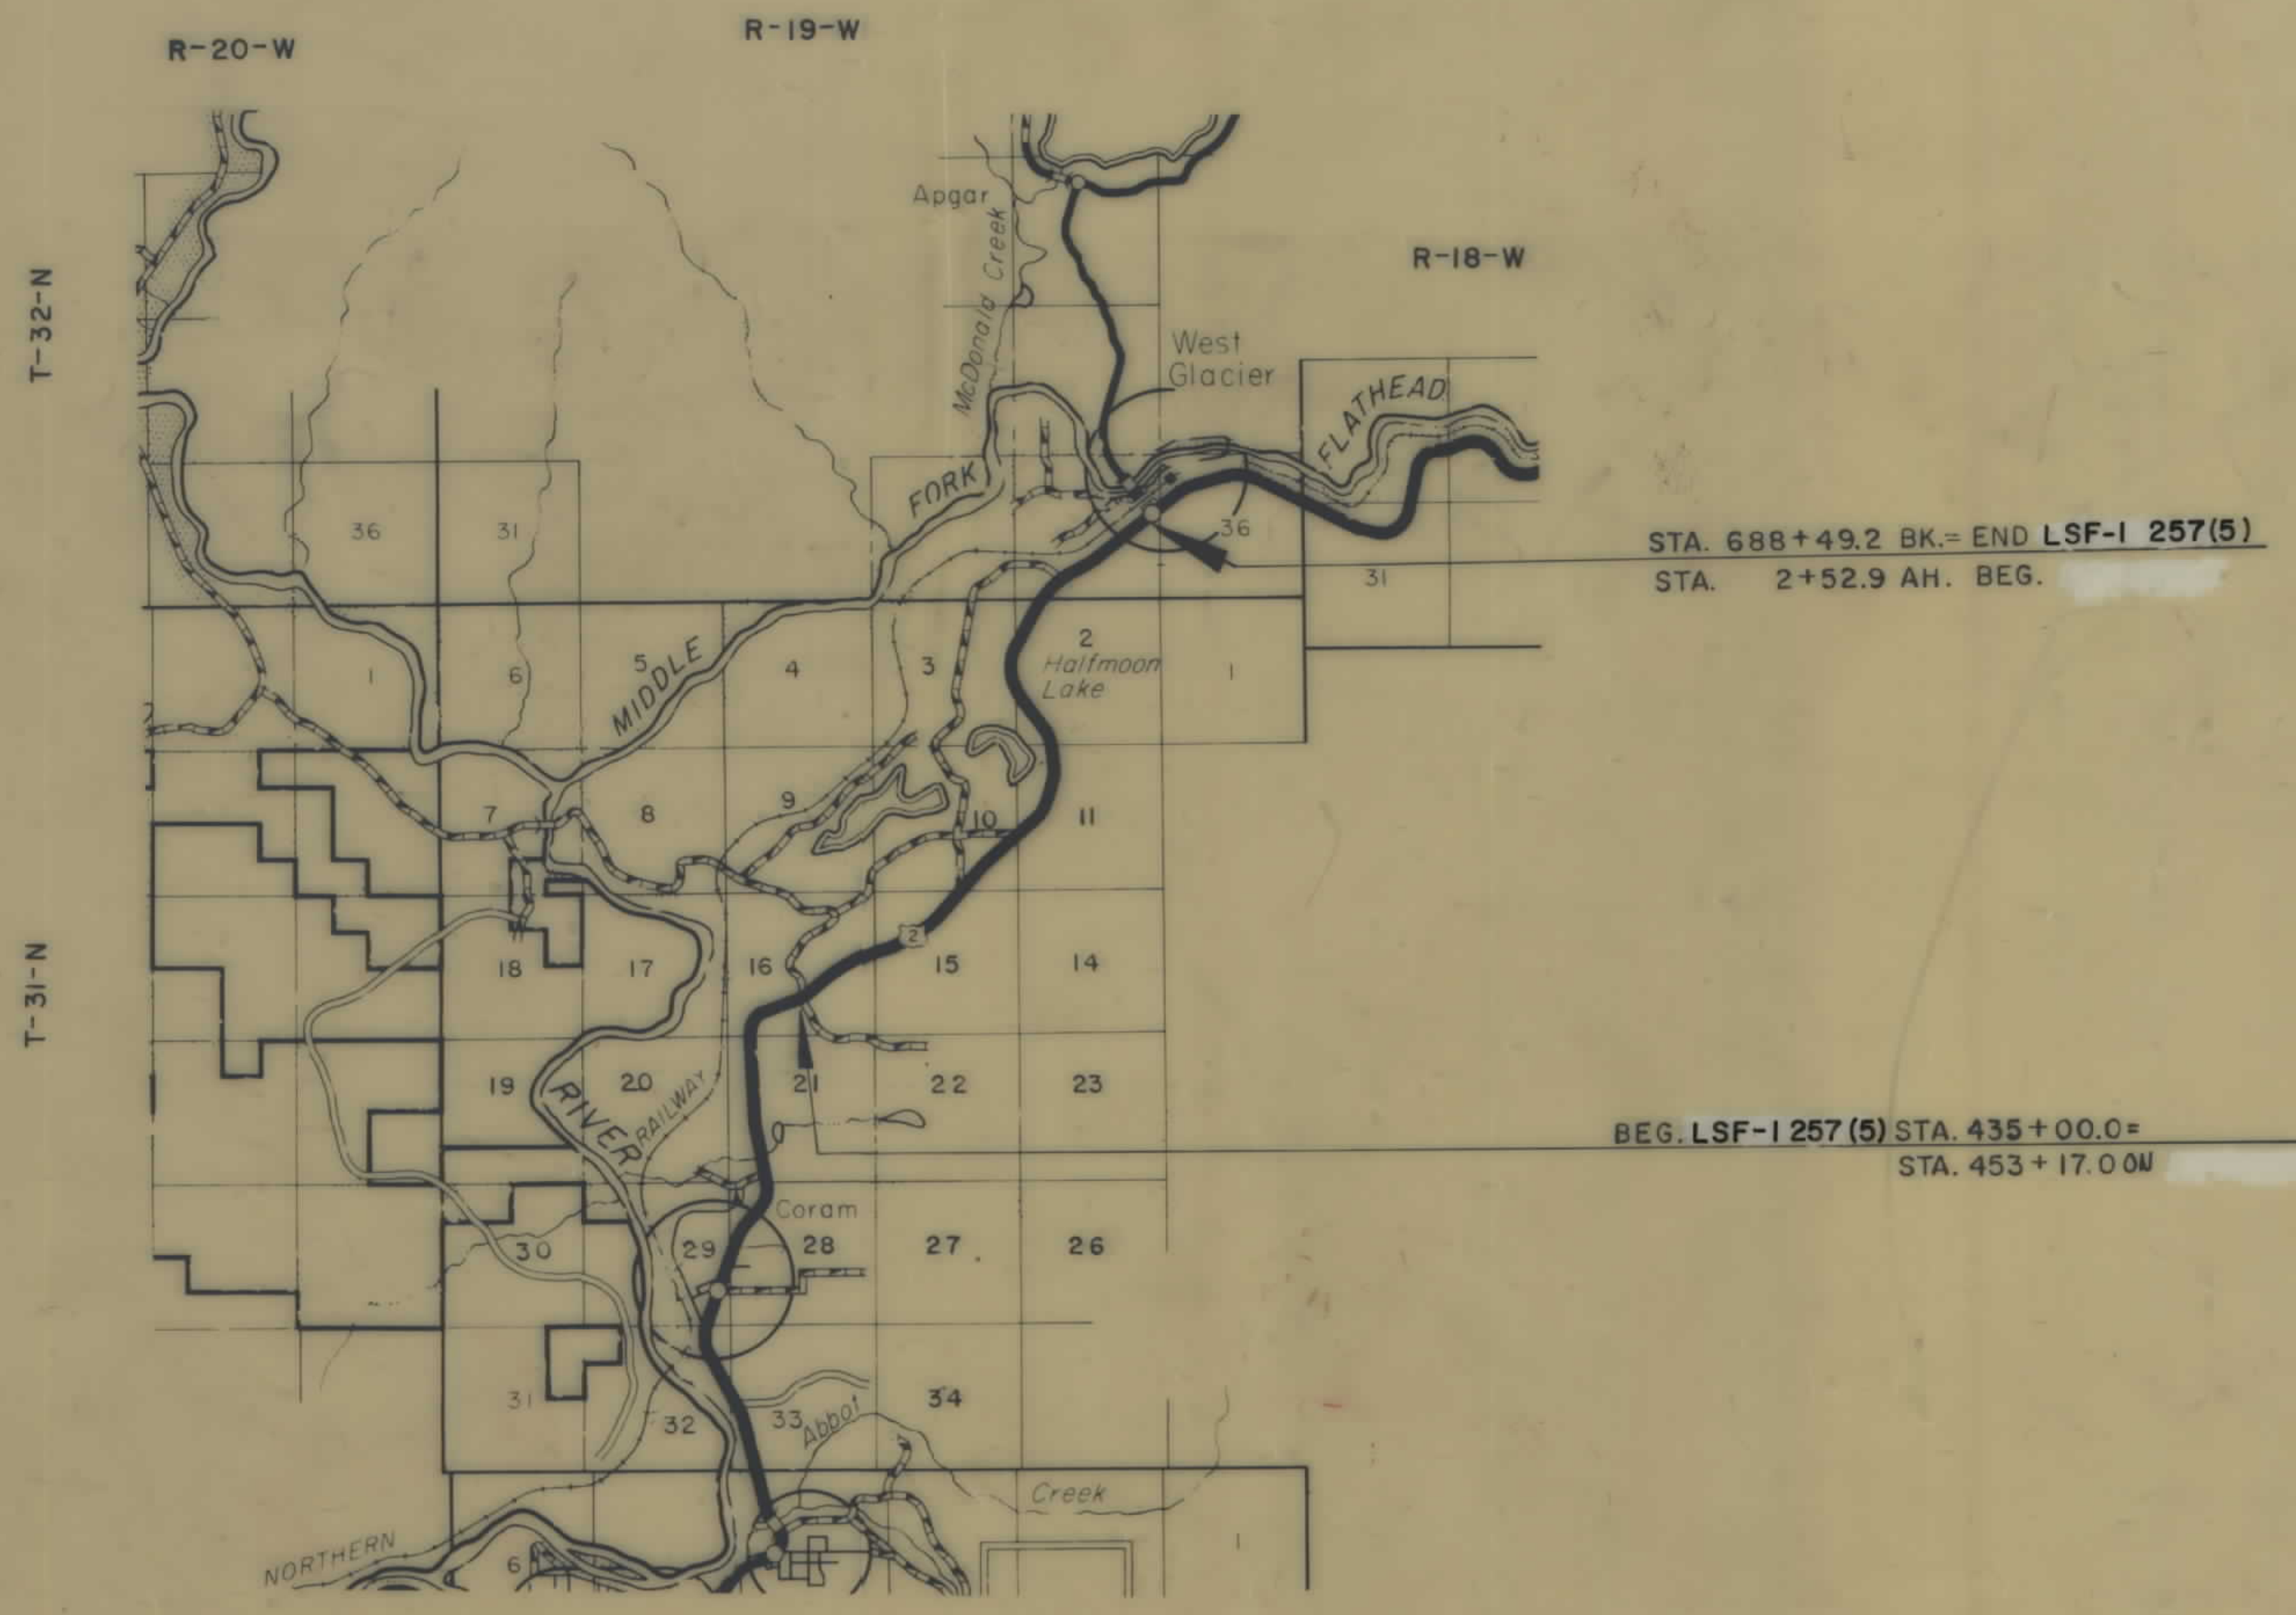 R-20-W
R-19-W
R-18-W
T-32-N
T-31-N
Apgar
McDonald Creek
West
Glacier
FLATHEAD
FORK
36
31
36
31
STA. 688+49.2 BK.= END LSF-I 257(5)
STA. 2+52.9 AH. BEG.
1
6
5
MIDDLE
4
3
2
Halfmoon
Lake
1
7
8
9
10
11
2
18
17
16
15
14
19
20
21
22
23
RIVER
RAILWAY
BEG. LSF-I 257 (5) STA. 435+00.0=
STA. 453+17.0 ON
Coram
30
29
28
27
26
31
32
33
34
Abbot
Creek
NORTHERN
6
1